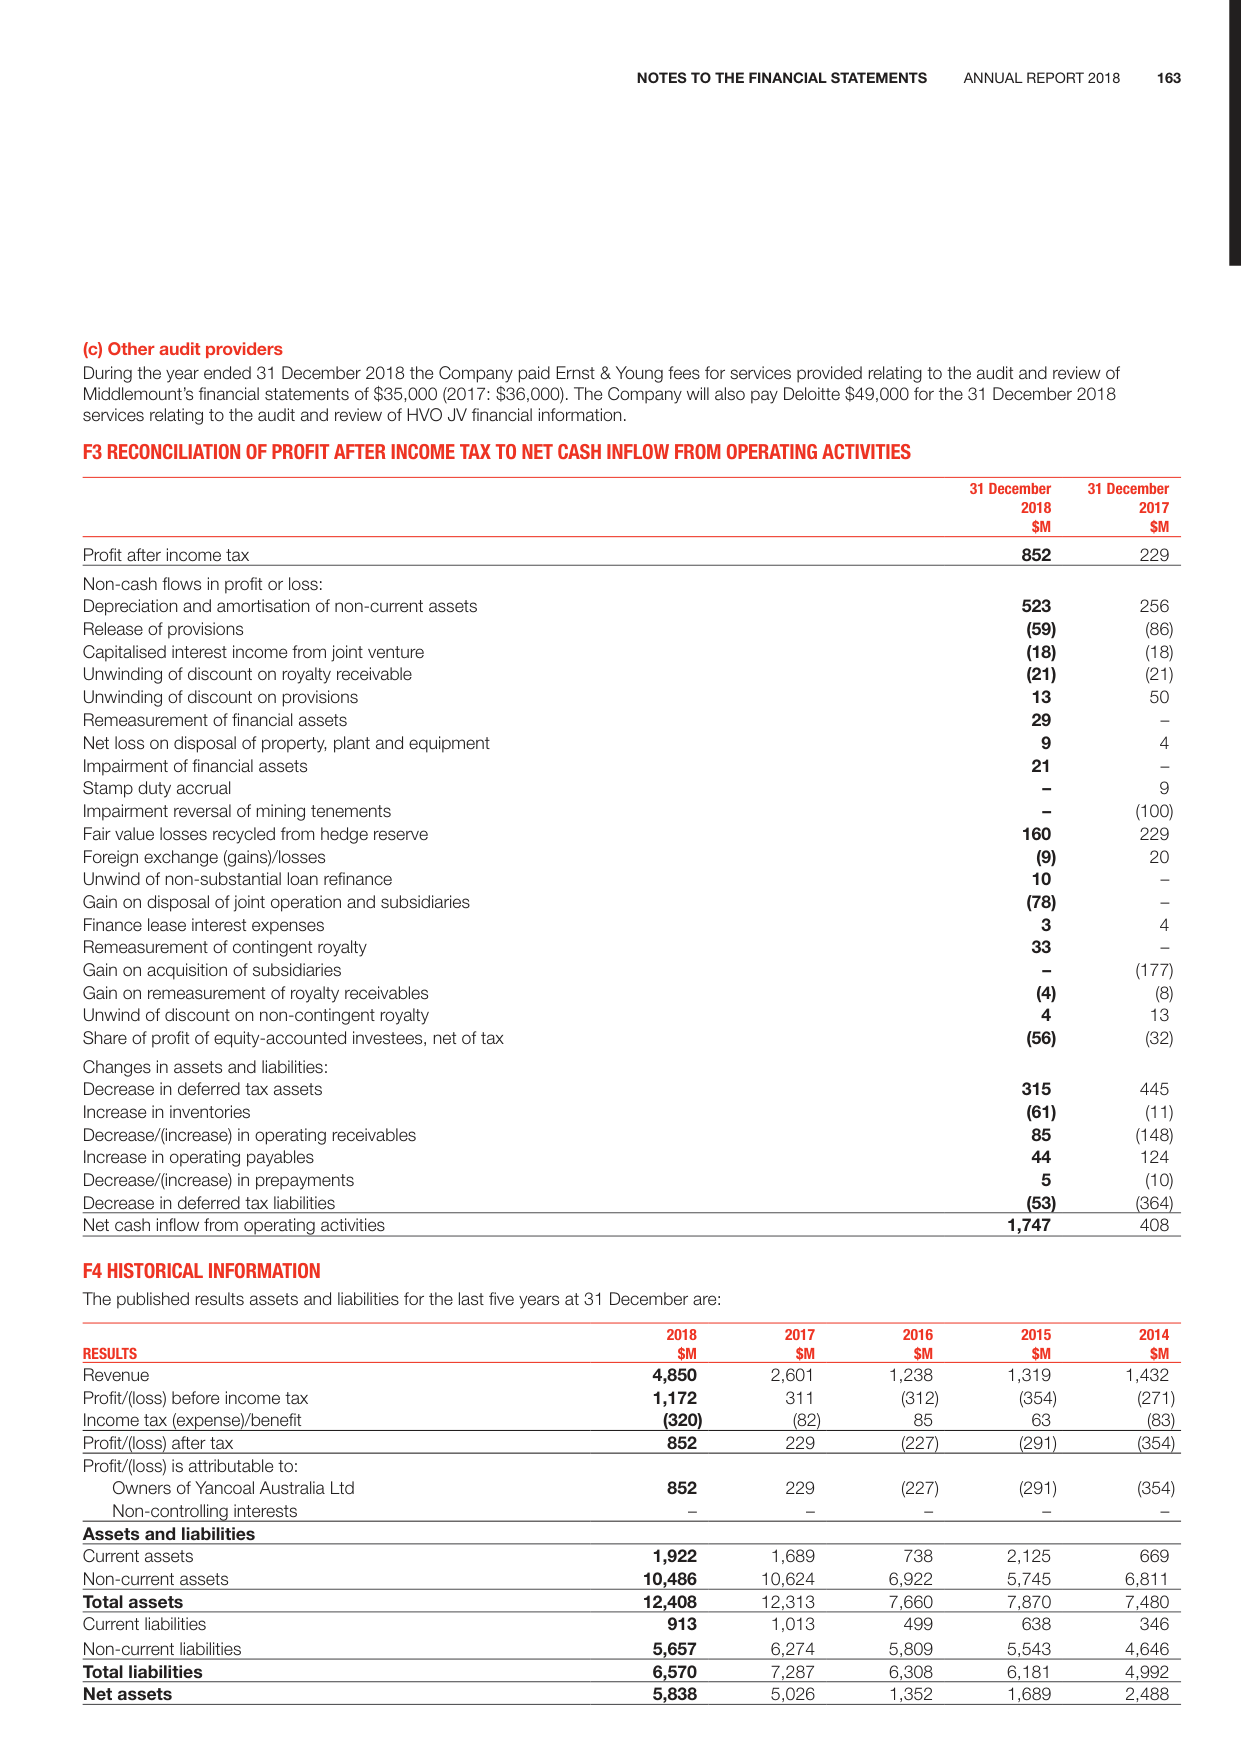 NOTES TO THE FINANCIAL STATEMENTS ANNUAL REPORT 2018 163
(c) Other audit providers
During the year ended 31 December 2018 the Company paid Ernst & Young fees for services provided relating to the audit and review of
Middlemount's financial statements of $35,000 (2017: $36,000). The Company will also pay Deloitte $49,000 for the 31 December 2018
services relating to the audit and review of HVO JV financial information.
F3 RECONCILIATION OF PROFIT AFTER INCOME TAX TO NET CASH INFLOW FROM OPERATING ACTIVITIES
31 December 31 December
2018 2017
$M $M
Profit after income tax 852 229
Non-cash flows in profit or loss:
Depreciation and amortisation of non-current assets 523 256
Release of provisions (59) (86)
Capitalised interest income from joint venture (18) (18)
Unwinding of discount on royalty receivable (21) (21)
Unwinding of discount on provisions 13 50
Remeasurement of financial assets 29 –
Net loss on disposal of property, plant and equipment 9 4
Impairment of financial assets 21 –
Stamp duty accrual – 9
Impairment reversal of mining tenements – (100)
Fair value losses recycled from hedge reserve 160 229
Foreign exchange (gains)/losses (9) 20
Unwind of non-substantial loan refinance 10 –
Gain on disposal of joint operation and subsidiaries (78) –
Finance lease interest expenses 3 4
Remeasurement of contingent royalty 33 –
Gain on acquisition of subsidiaries – (177)
Gain on remeasurement of royalty receivables (4) (8)
Unwind of discount on non-contingent royalty 4 13
Share of profit of equity-accounted investees, net of tax (56) (32)
Changes in assets and liabilities:
Decrease in deferred tax assets 315 445
Increase in inventories (61) (11)
Decrease/(increase) in operating receivables 85 (148)
Increase in operating payables 44 124
Decrease/(increase) in prepayments 5 (10)
Decrease in deferred tax liabilities (53) (364)
Net cash inflow from operating activities 1,747 408
F4 HISTORICAL INFORMATION
The published results assets and liabilities for the last five years at 31 December are:
2018 2017 2016 2015 2014
RESULTS $M $M $M $M $M
Revenue 4,850 2,601 1,238 1,319 1,432
Profit/(loss) before income tax 1,172 311 (312) (354) (271)
Income tax (expense)/benefit (320) (82) 85 63 (83)
Profit/(loss) after tax 852 229 (227) (291) (354)
Profit/(loss) is attributable to:
Owners of Yancoal Australia Ltd 852 229 (227) (291) (354)
Non-controlling interests – – – – –
Assets and liabilities
Current assets 1,922 1,689 738 2,125 669
Non-current assets 10,486 10,624 6,922 5,745 6,811
Total assets 12,408 12,313 7,660 7,870 7,480
Current liabilities 913 1,013 499 638 346
Non-current liabilities 5,657 6,274 5,809 5,543 4,646
Total liabilities 6,570 7,287 6,308 6,181 4,992
Net assets 5,838 5,026 1,352 1,689 2,488